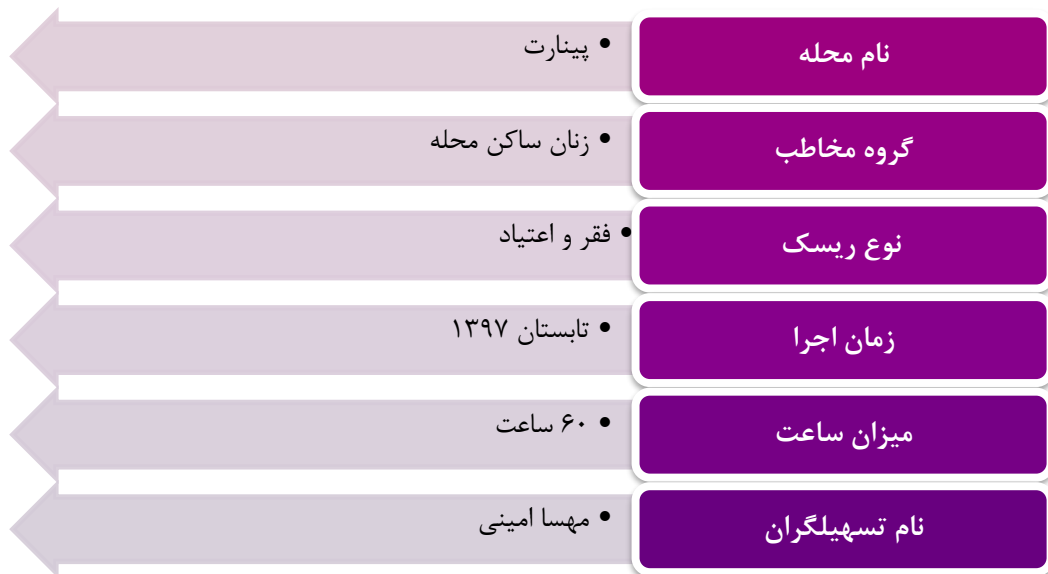 نام محله
• پینارت
گروه مخاطب
• زنان ساکن محله
نوع ریسک
• فقر و اعتیاد
زمان اجرا
• تابستان ۱۳۹۷
میزان ساعت
• ۶۰ ساعت
نام تسهیلگران
• مهسا امینی